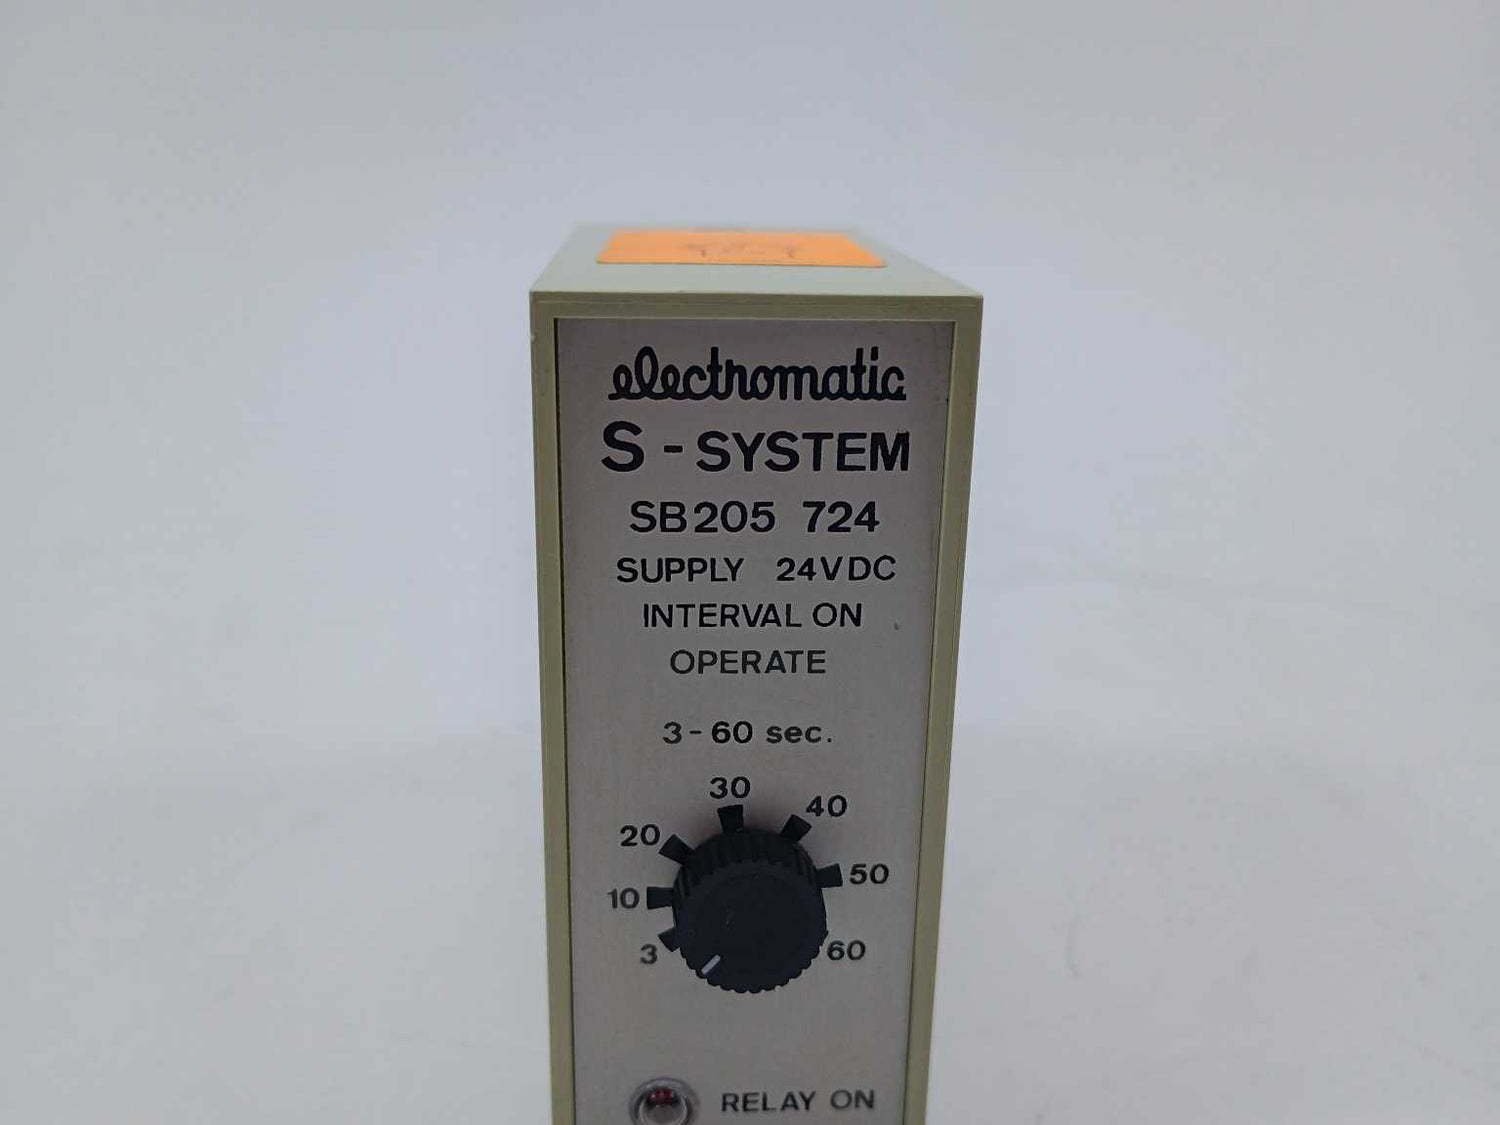 electromatic
S - SYSTEM
SB205 724
SUPPLY 24VDC
INTERVAL ON
OPERATE
3 - 60 sec.
30
40
20
50
10
3
60
RELAY ON